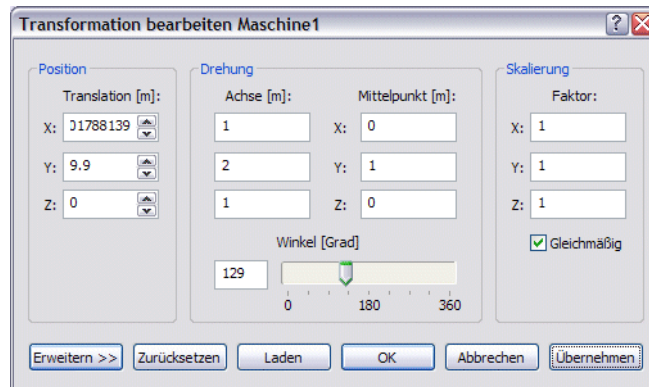 Transformation bearbeiten Maschine1
Position
Translation [m]:
X: 01788139
Y: 9.9
Z: 0
Drehung
Achse [m]: Mittelpunkt [m]:
1 X: 0
2 Y: 1
1 Z: 0
Winkel [Grad]
129
0 180 360
Skalierung
Faktor:
X: 1
Y: 1
Z: 1
Gleichmäßig
Erweitern >> Zurücksetzen Laden OK Abbrechen Übernehmen